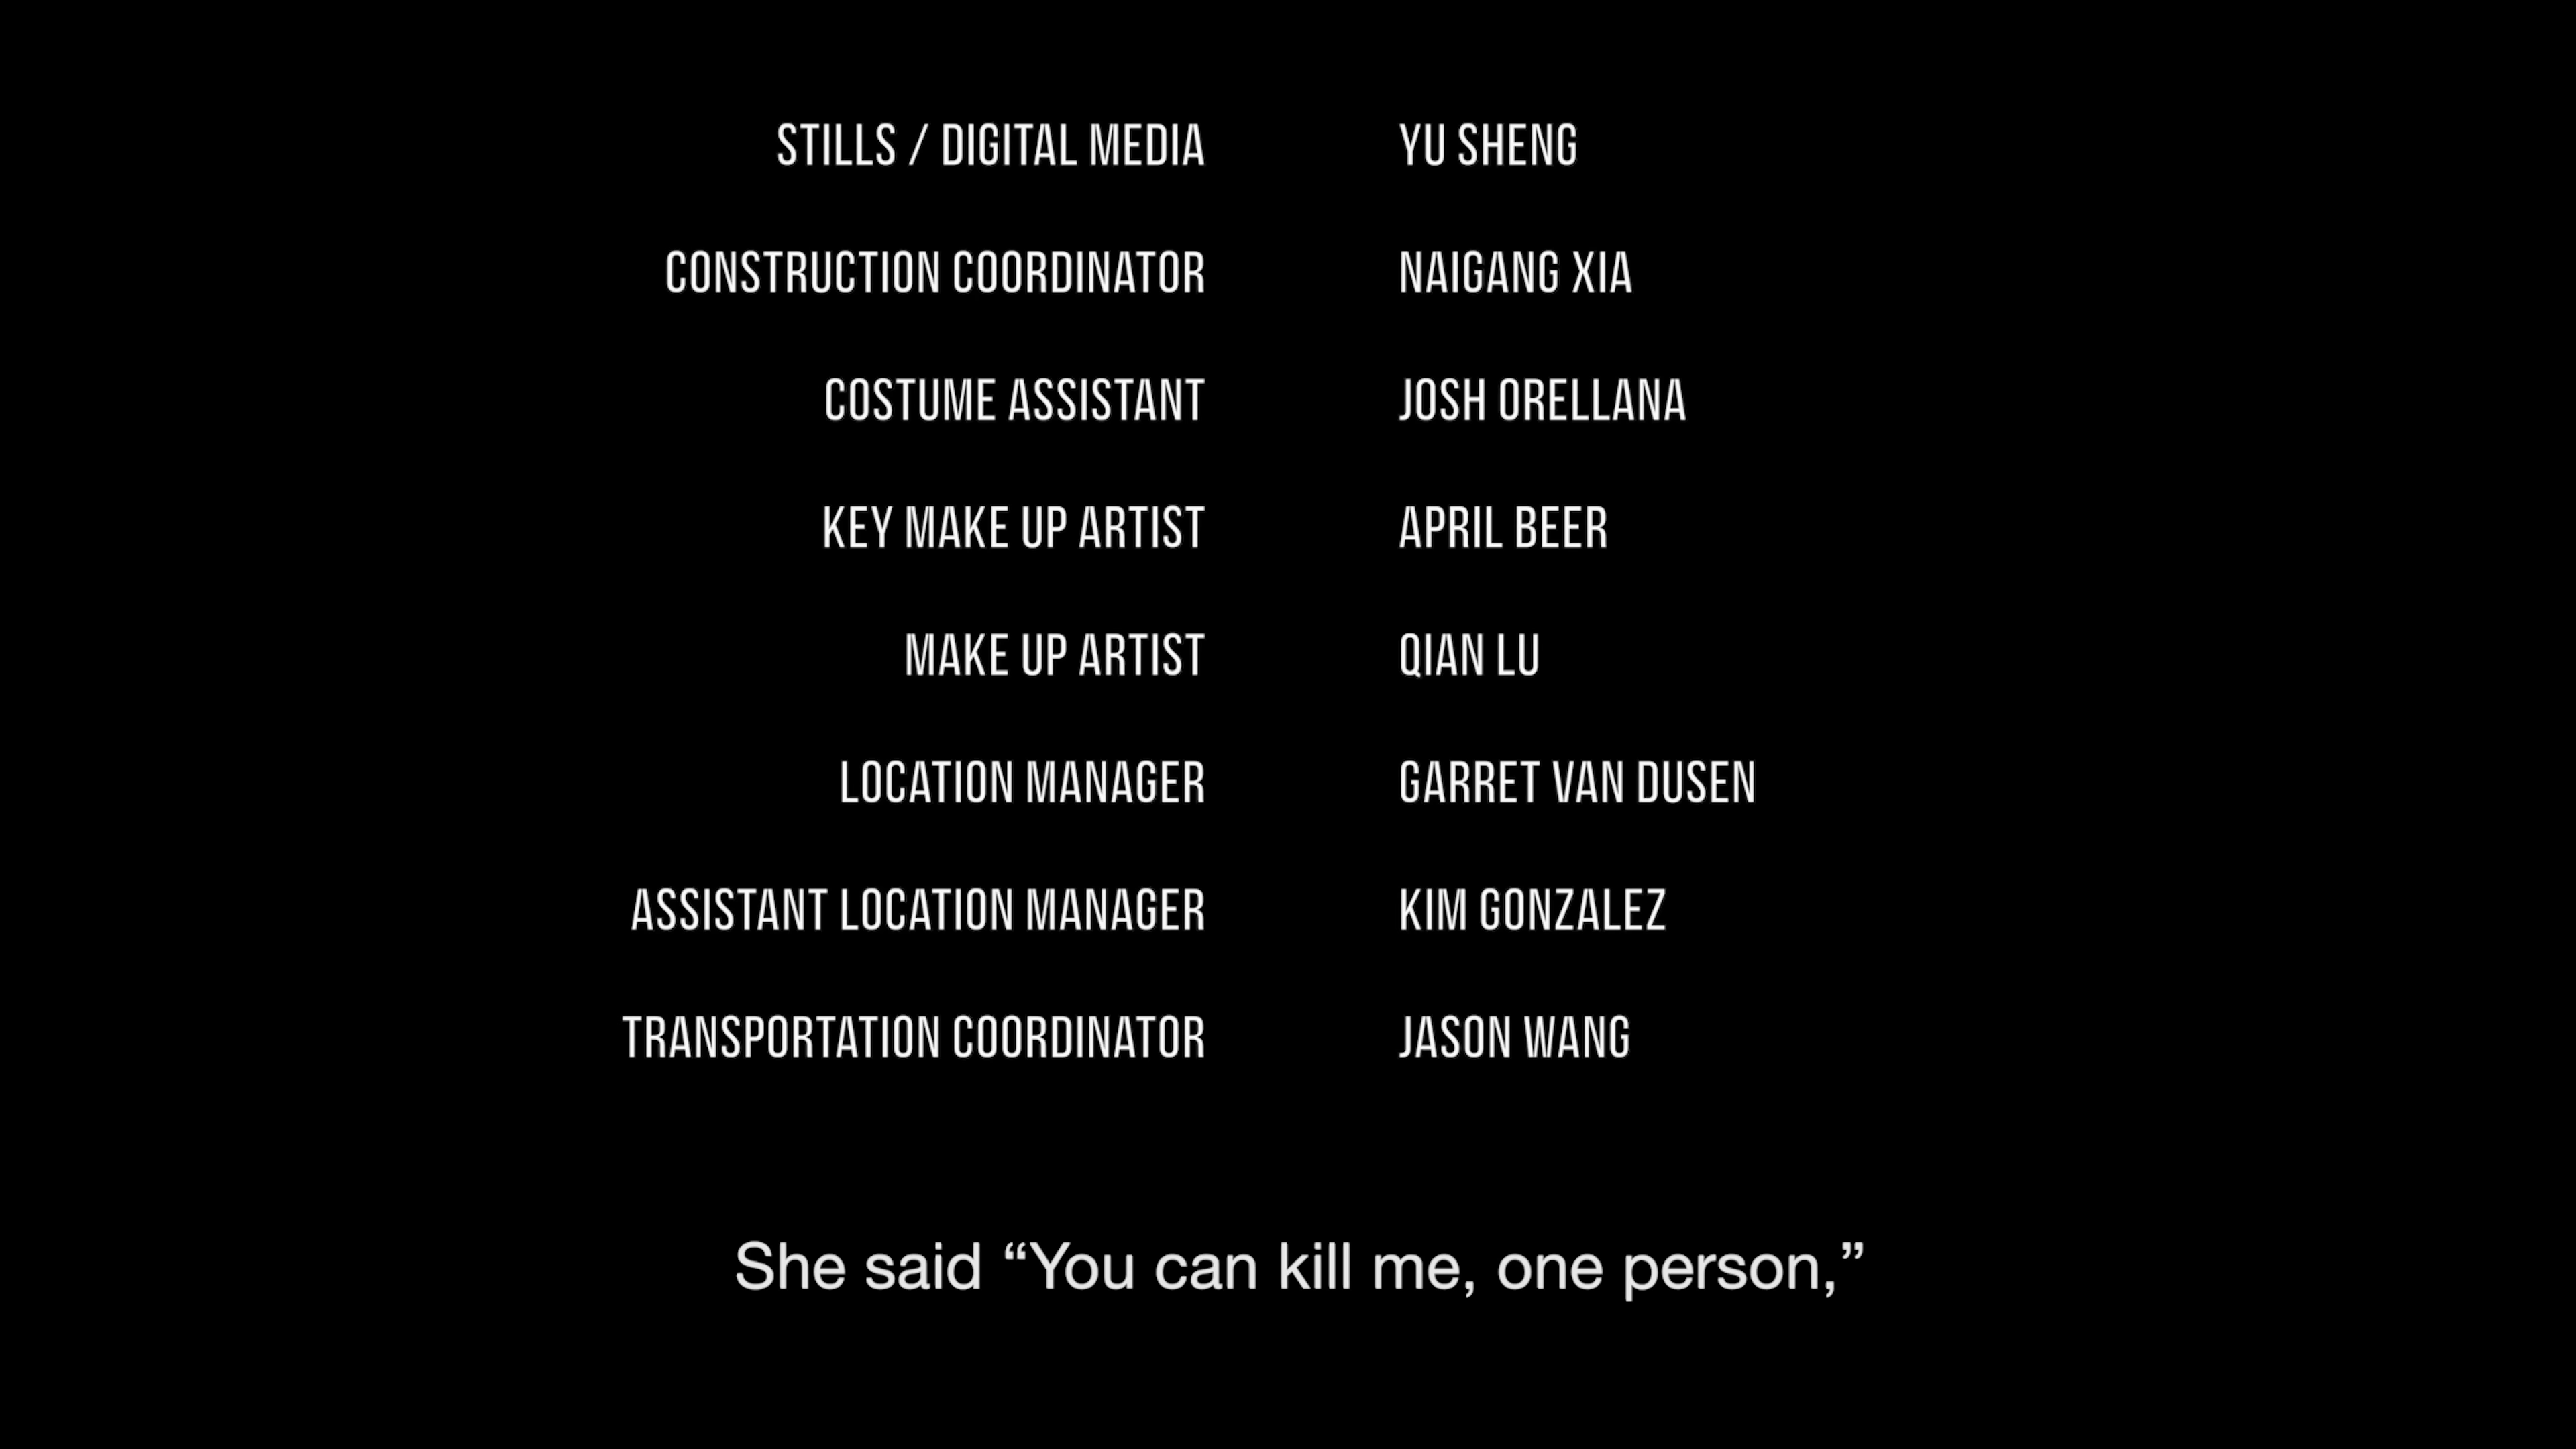 STILLS / DIGITAL MEDIA YU SHENG
CONSTRUCTION COORDINATOR NAIGANG XIA
COSTUME ASSISTANT JOSH ORELLANA
KEY MAKE UP ARTIST APRIL BEER
MAKE UP ARTIST QIAN LU
LOCATION MANAGER GARRET VAN DUSEN
ASSISTANT LOCATION MANAGER KIM GONZALEZ
TRANSPORTATION COORDINATOR JASON WANG
She said “You can kill me, one person,”